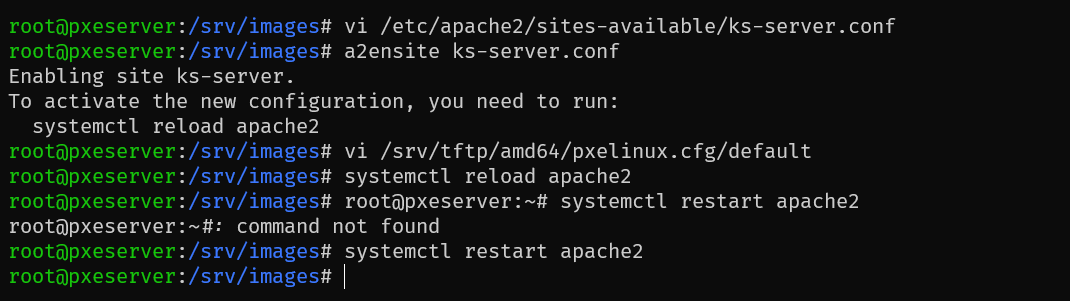 root@pxeserver:/srv/images# vi /etc/apache2/sites-available/ks-server.conf
root@pxeserver:/srv/images# a2ensite ks-server.conf
Enabling site ks-server.
To activate the new configuration, you need to run:
  systemctl reload apache2
root@pxeserver:/srv/images# vi /srv/tftp/amd64/pxelinux.cfg/default
root@pxeserver:/srv/images# systemctl reload apache2
root@pxeserver:/srv/images# root@pxeserver:~# systemctl restart apache2
root@pxeserver:~#: command not found
root@pxeserver:/srv/images# systemctl restart apache2
root@pxeserver:/srv/images#